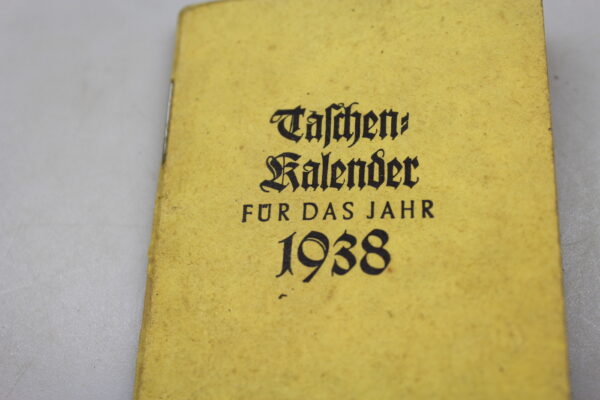 Taschen-
Kalender
FÜR DAS JAHR
1938